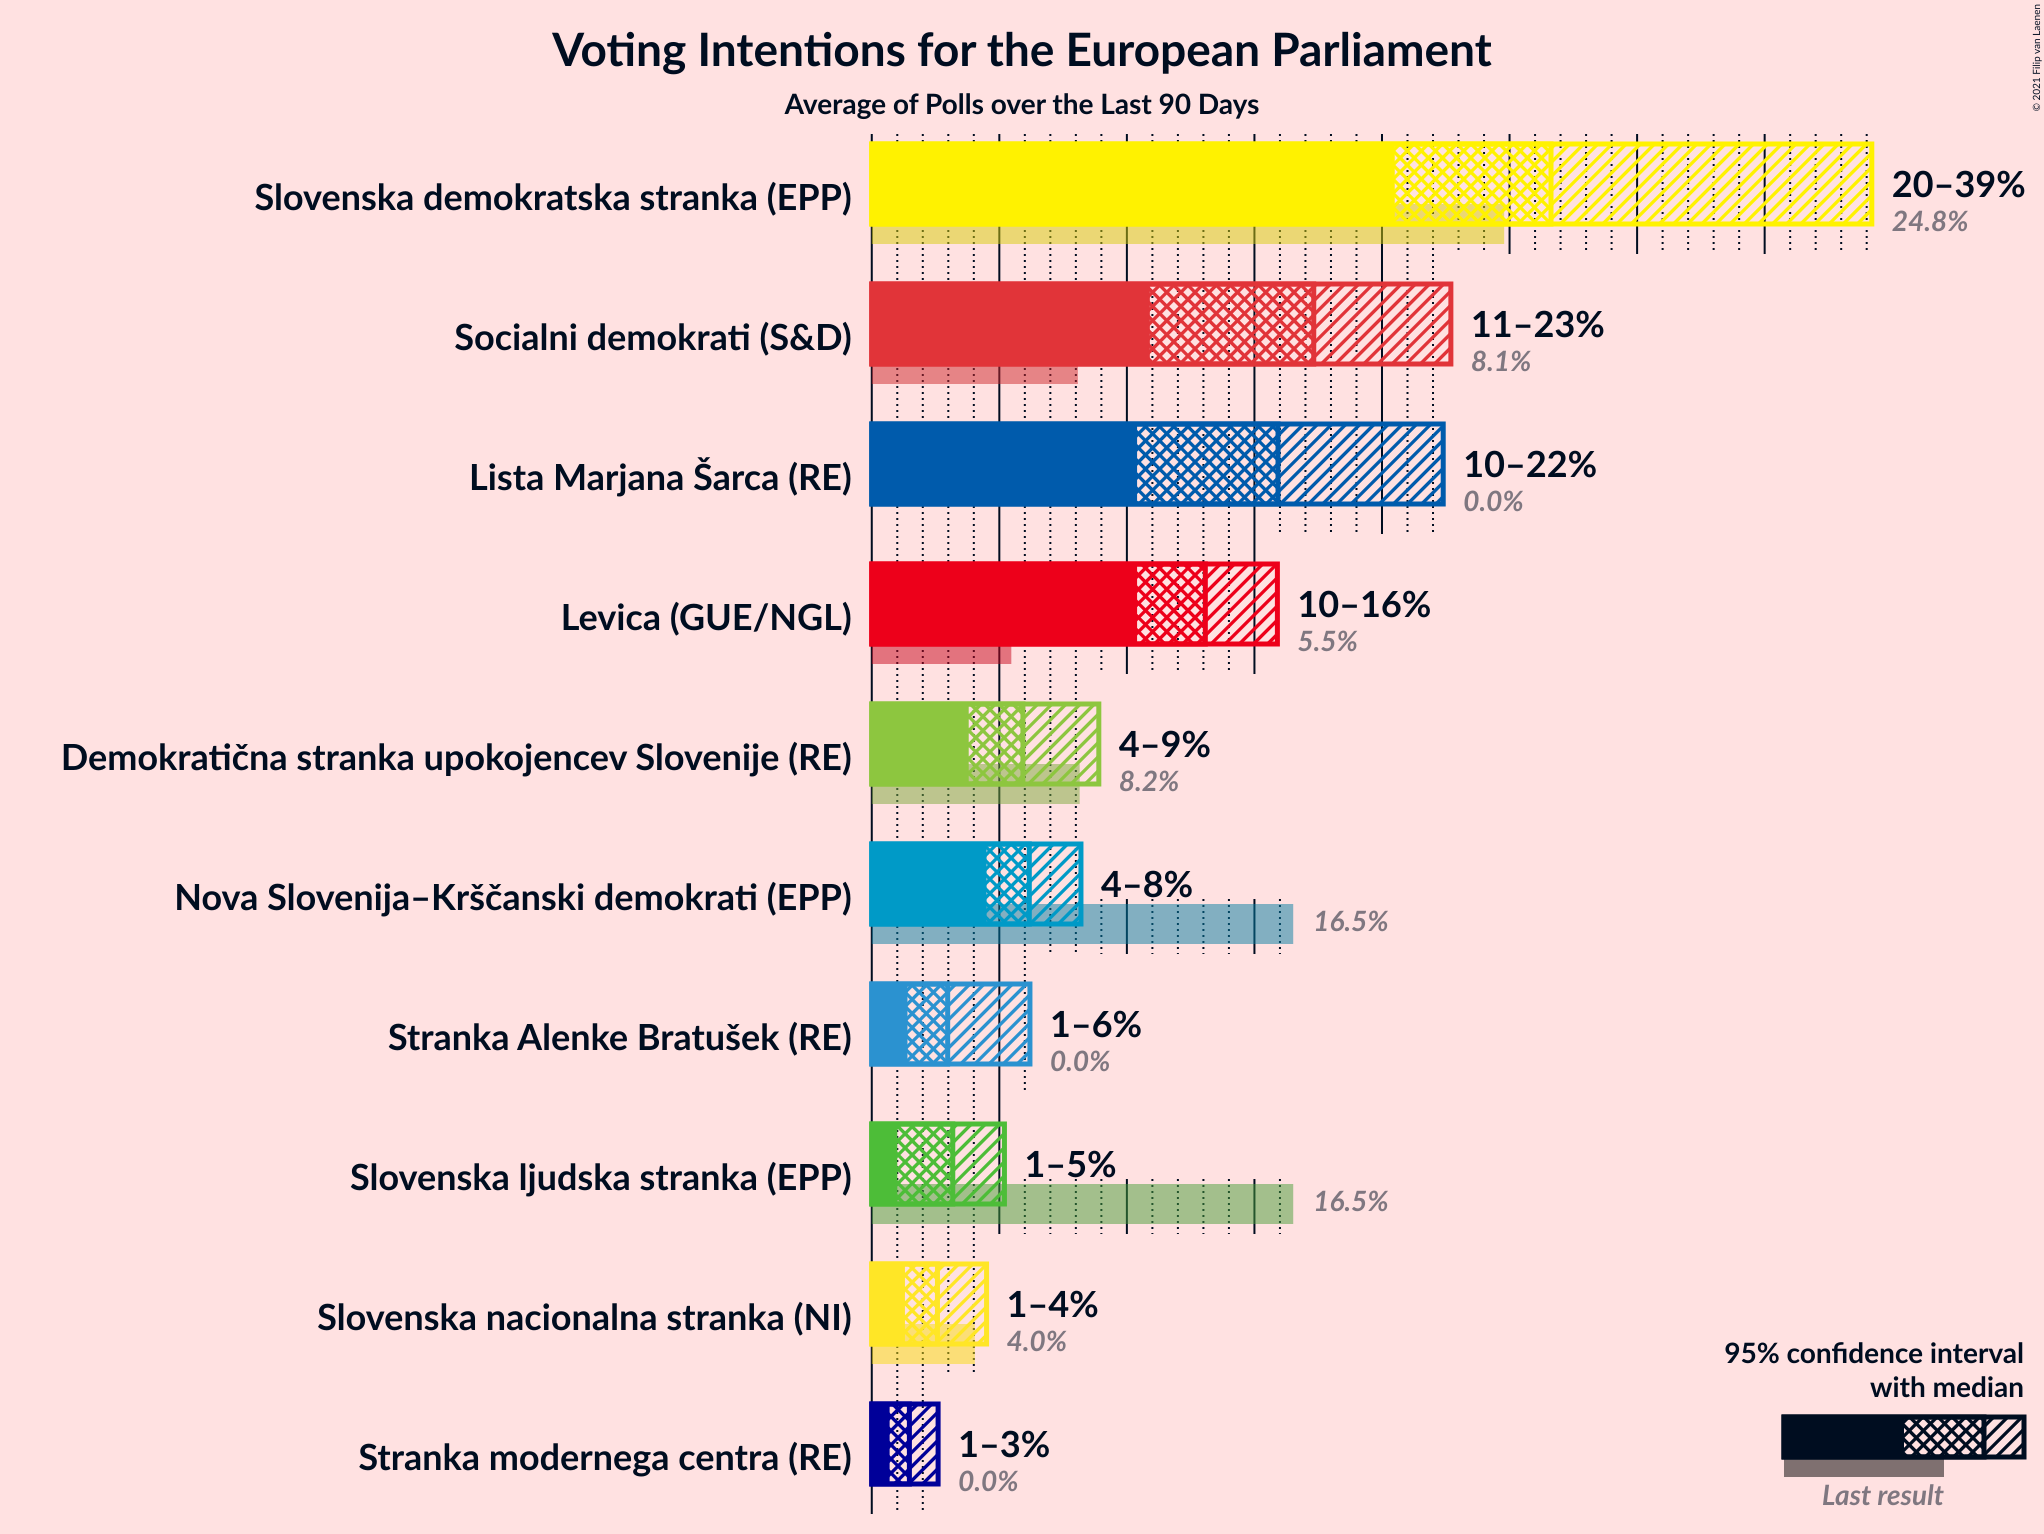 Voting Intentions for the European Parliament
Average of Polls over the Last 90 Days
© 2021 Filip van Laenen
Slovenska demokratska stranka (EPP)
20–39%
24.8%
Socialni demokrati (S&D)
11–23%
8.1%
Lista Marjana Šarca (RE)
10–22%
0.0%
Levica (GUE/NGL)
10–16%
5.5%
Demokratična stranka upokojencev Slovenije (RE)
4–9%
8.2%
Nova Slovenija–Krščanski demokrati (EPP)
4–8%
16.5%
Stranka Alenke Bratušek (RE)
1–6%
0.0%
Slovenska ljudska stranka (EPP)
1–5%
16.5%
Slovenska nacionalna stranka (NI)
1–4%
4.0%
Stranka modernega centra (RE)
1–3%
0.0%
95% confidence interval
with median
Last result